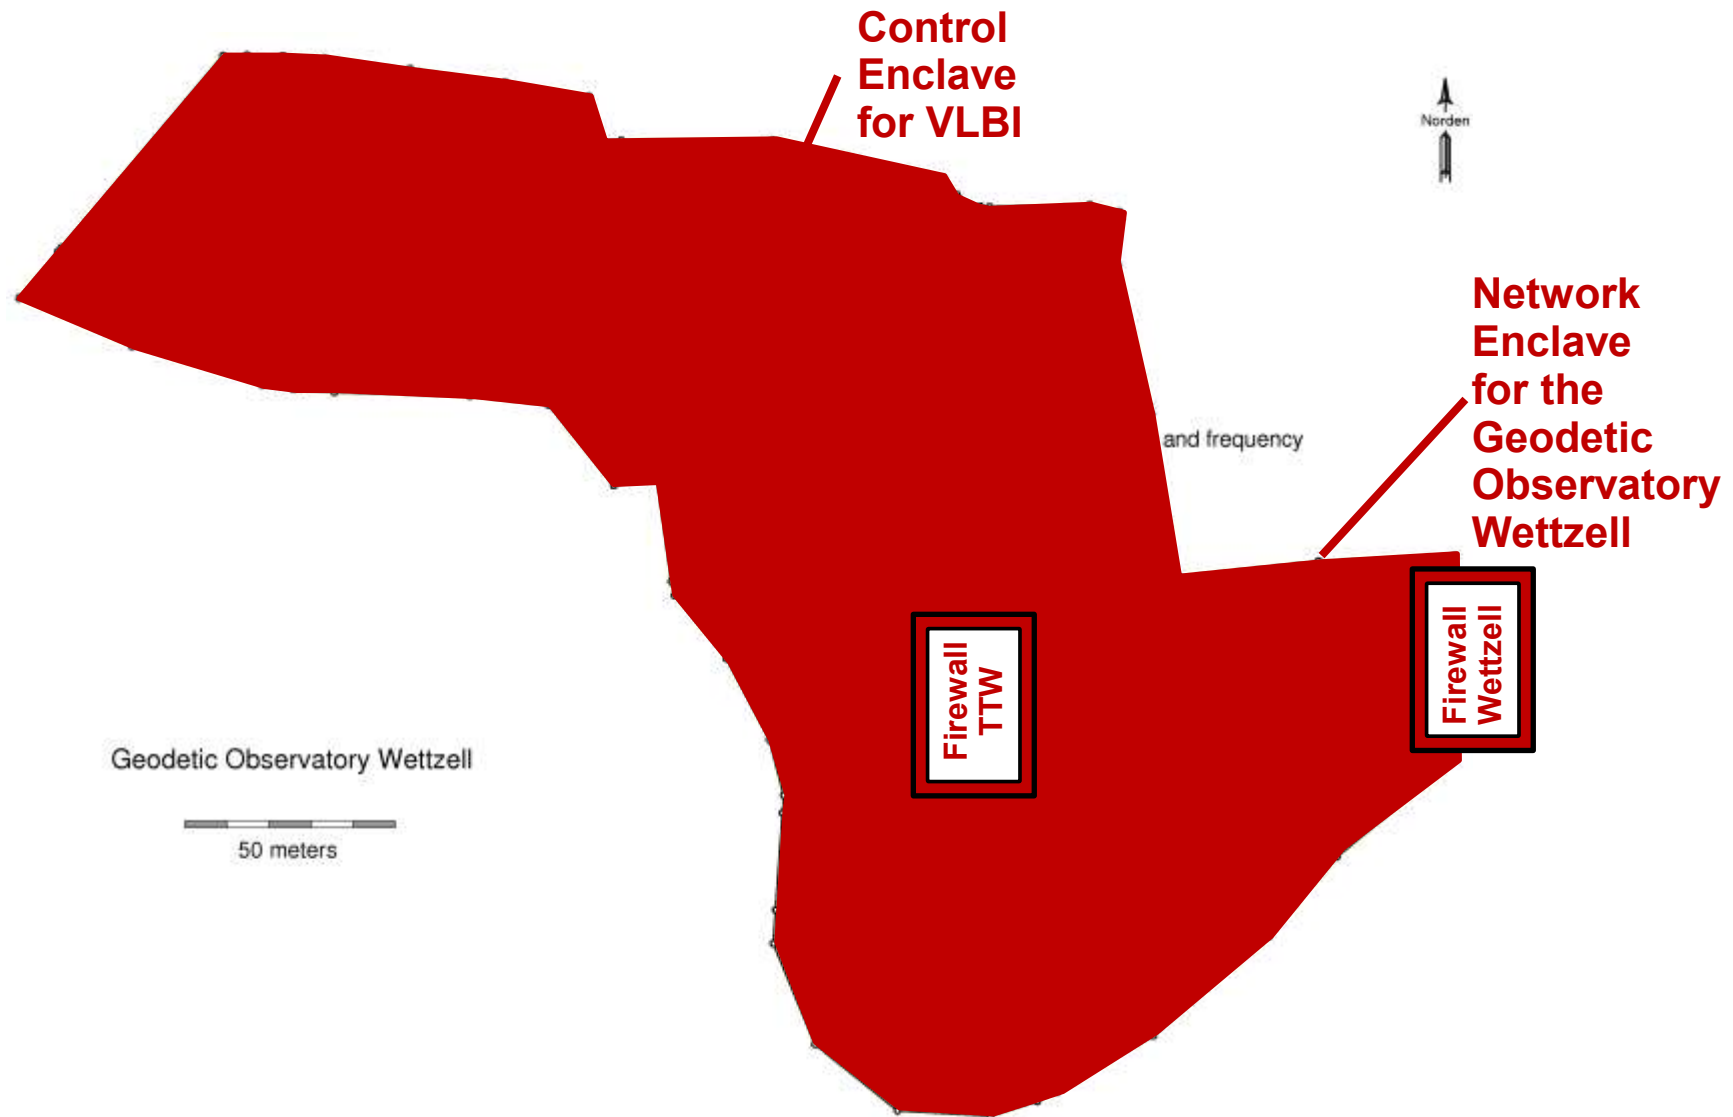 Control
Enclave
for VLBI
Norden
Network
Enclave
for the
Geodetic
Observatory
Wettzell
and frequency
Firewall
Wettzell
Firewall
TTW
Geodetic Observatory Wettzell
50 meters